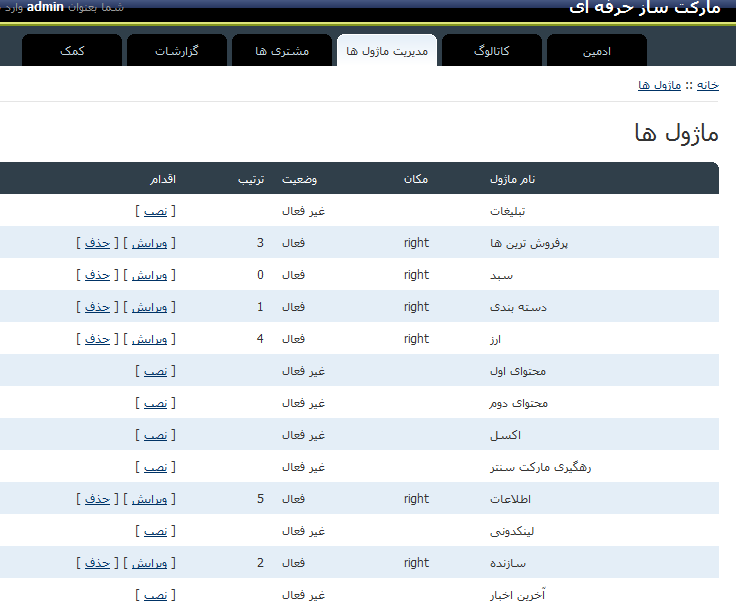 مارکت ساز حرفه ای شما بعنوان admin وارد
ادمین کاتالوگ مدیریت ماژول ها مشتری ها گزارشات کمک
خانه :: ماژول ها
ماژول ها
نام ماژول مکان وضعیت ترتیب اقدام
تبلیغات غیر فعال [ نصب ]
پرفروش ترین ها right فعال 3 [ ویرایش ] [ حذف ]
سبد right فعال 0 [ ویرایش ] [ حذف ]
دسته بندی right فعال 1 [ ویرایش ] [ حذف ]
ارز right فعال 4 [ ویرایش ] [ حذف ]
محتوای اول غیر فعال [ نصب ]
محتوای دوم غیر فعال [ نصب ]
اکسل غیر فعال [ نصب ]
رهگیری مارکت سنتر غیر فعال [ نصب ]
اطلاعات right فعال 5 [ ویرایش ] [ حذف ]
لینکدونی غیر فعال [ نصب ]
سازنده right فعال 2 [ ویرایش ] [ حذف ]
آخرین اخبار غیر فعال [ نصب ]